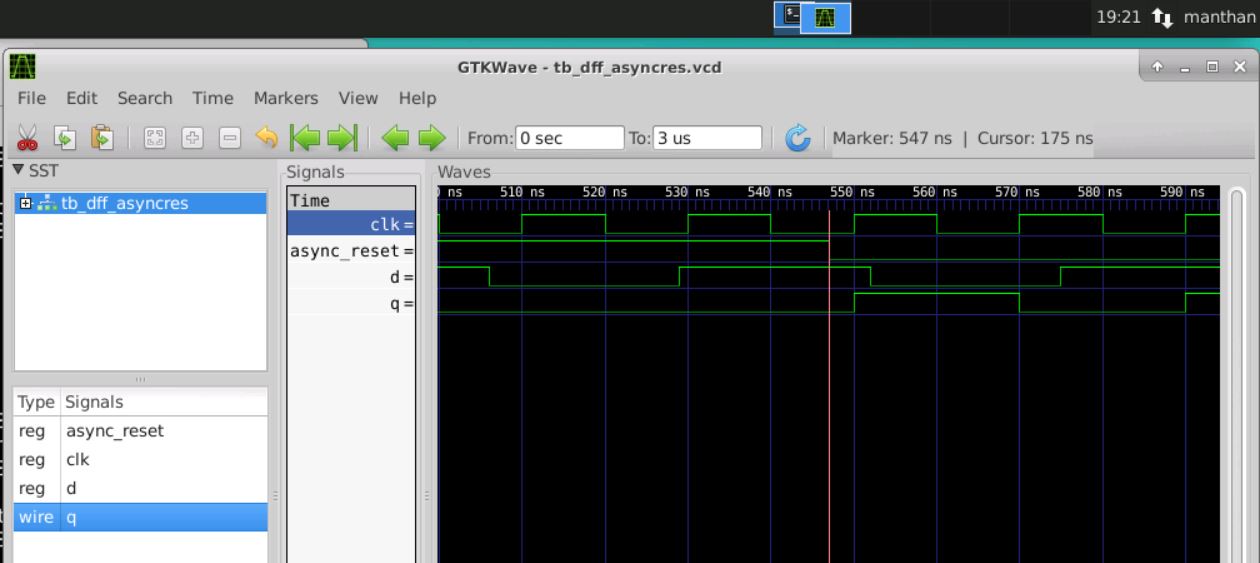 19:21 manthan
GTKWave - tb_dff_asyncres.vcd
File Edit Search Time Markers View Help
From: 0 sec To: 3 us Marker: 547 ns | Cursor: 175 ns
SST
tb_dff_asyncres
Type Signals
reg async_reset
reg clk
reg d
wire q
Signals
Time
clk =
async_reset =
d =
q =
Waves
ns 510 ns 520 ns 530 ns 540 ns 550 ns 560 ns 570 ns 580 ns 590 ns